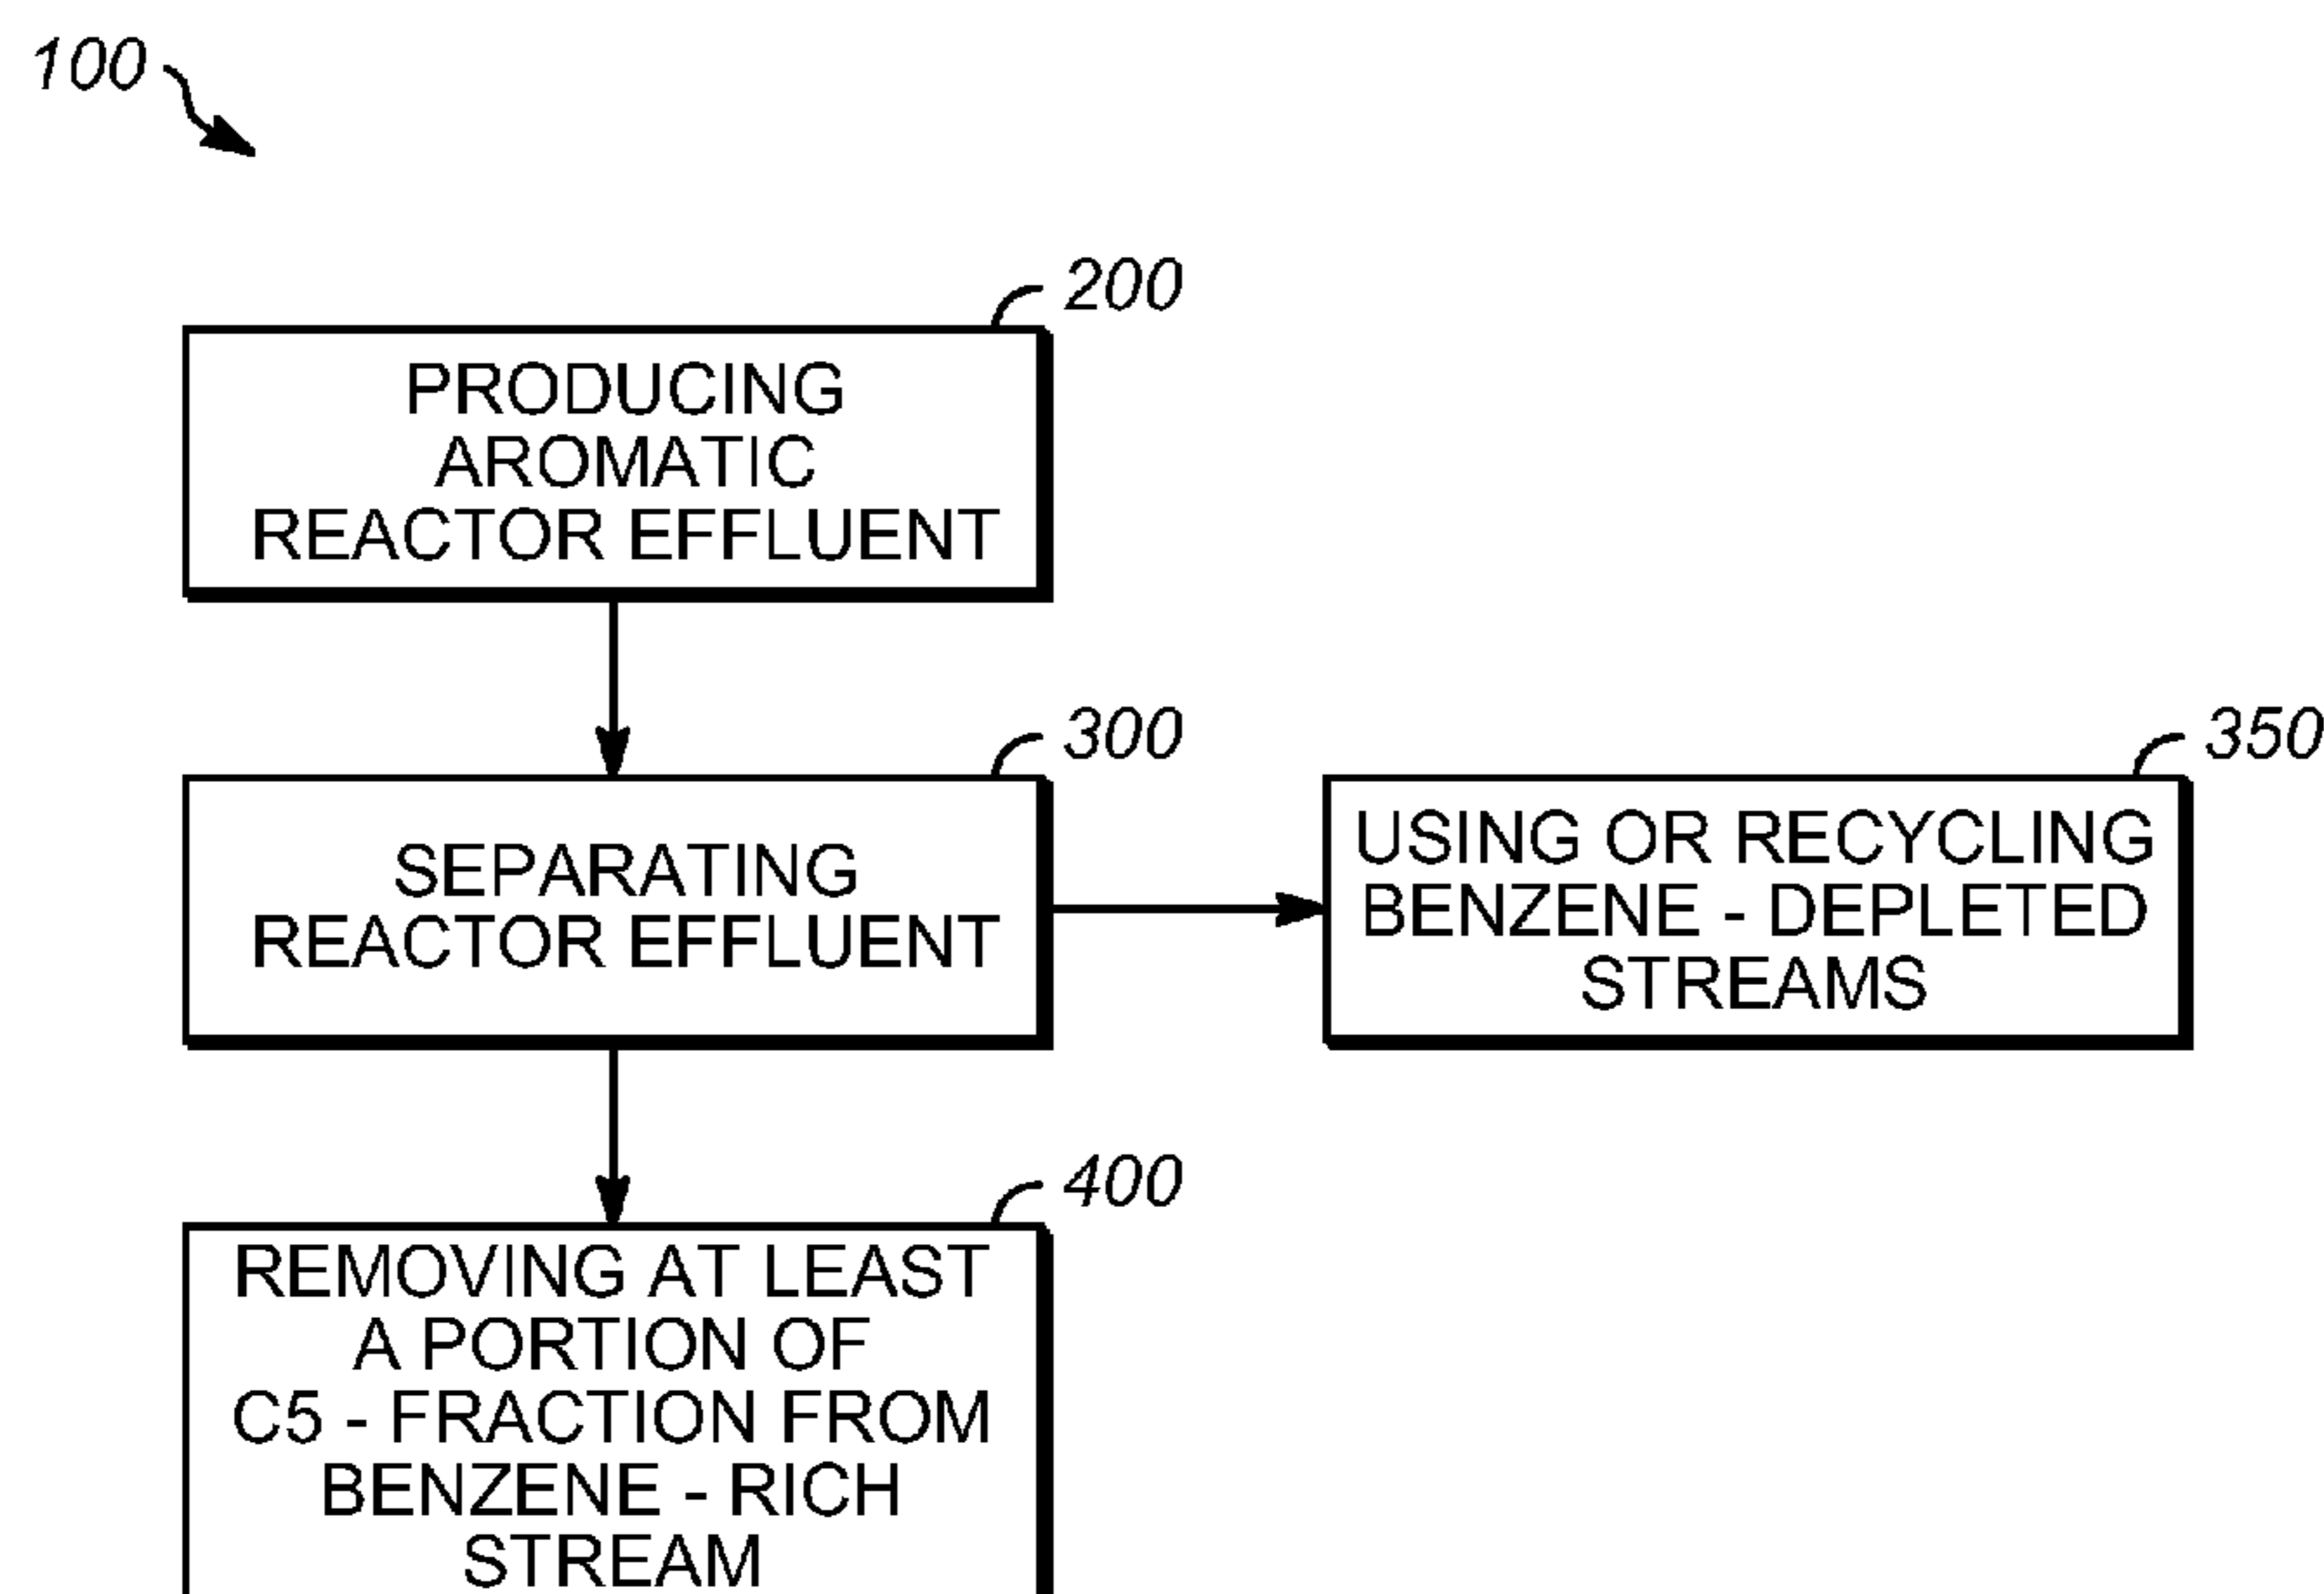 100
200
PRODUCING
AROMATIC
REACTOR EFFLUENT
300
SEPARATING
REACTOR EFFLUENT
350
USING OR RECYCLING
BENZENE - DEPLETED
STREAMS
400
REMOVING AT LEAST
A PORTION OF
C5 - FRACTION FROM
BENZENE - RICH
STREAM